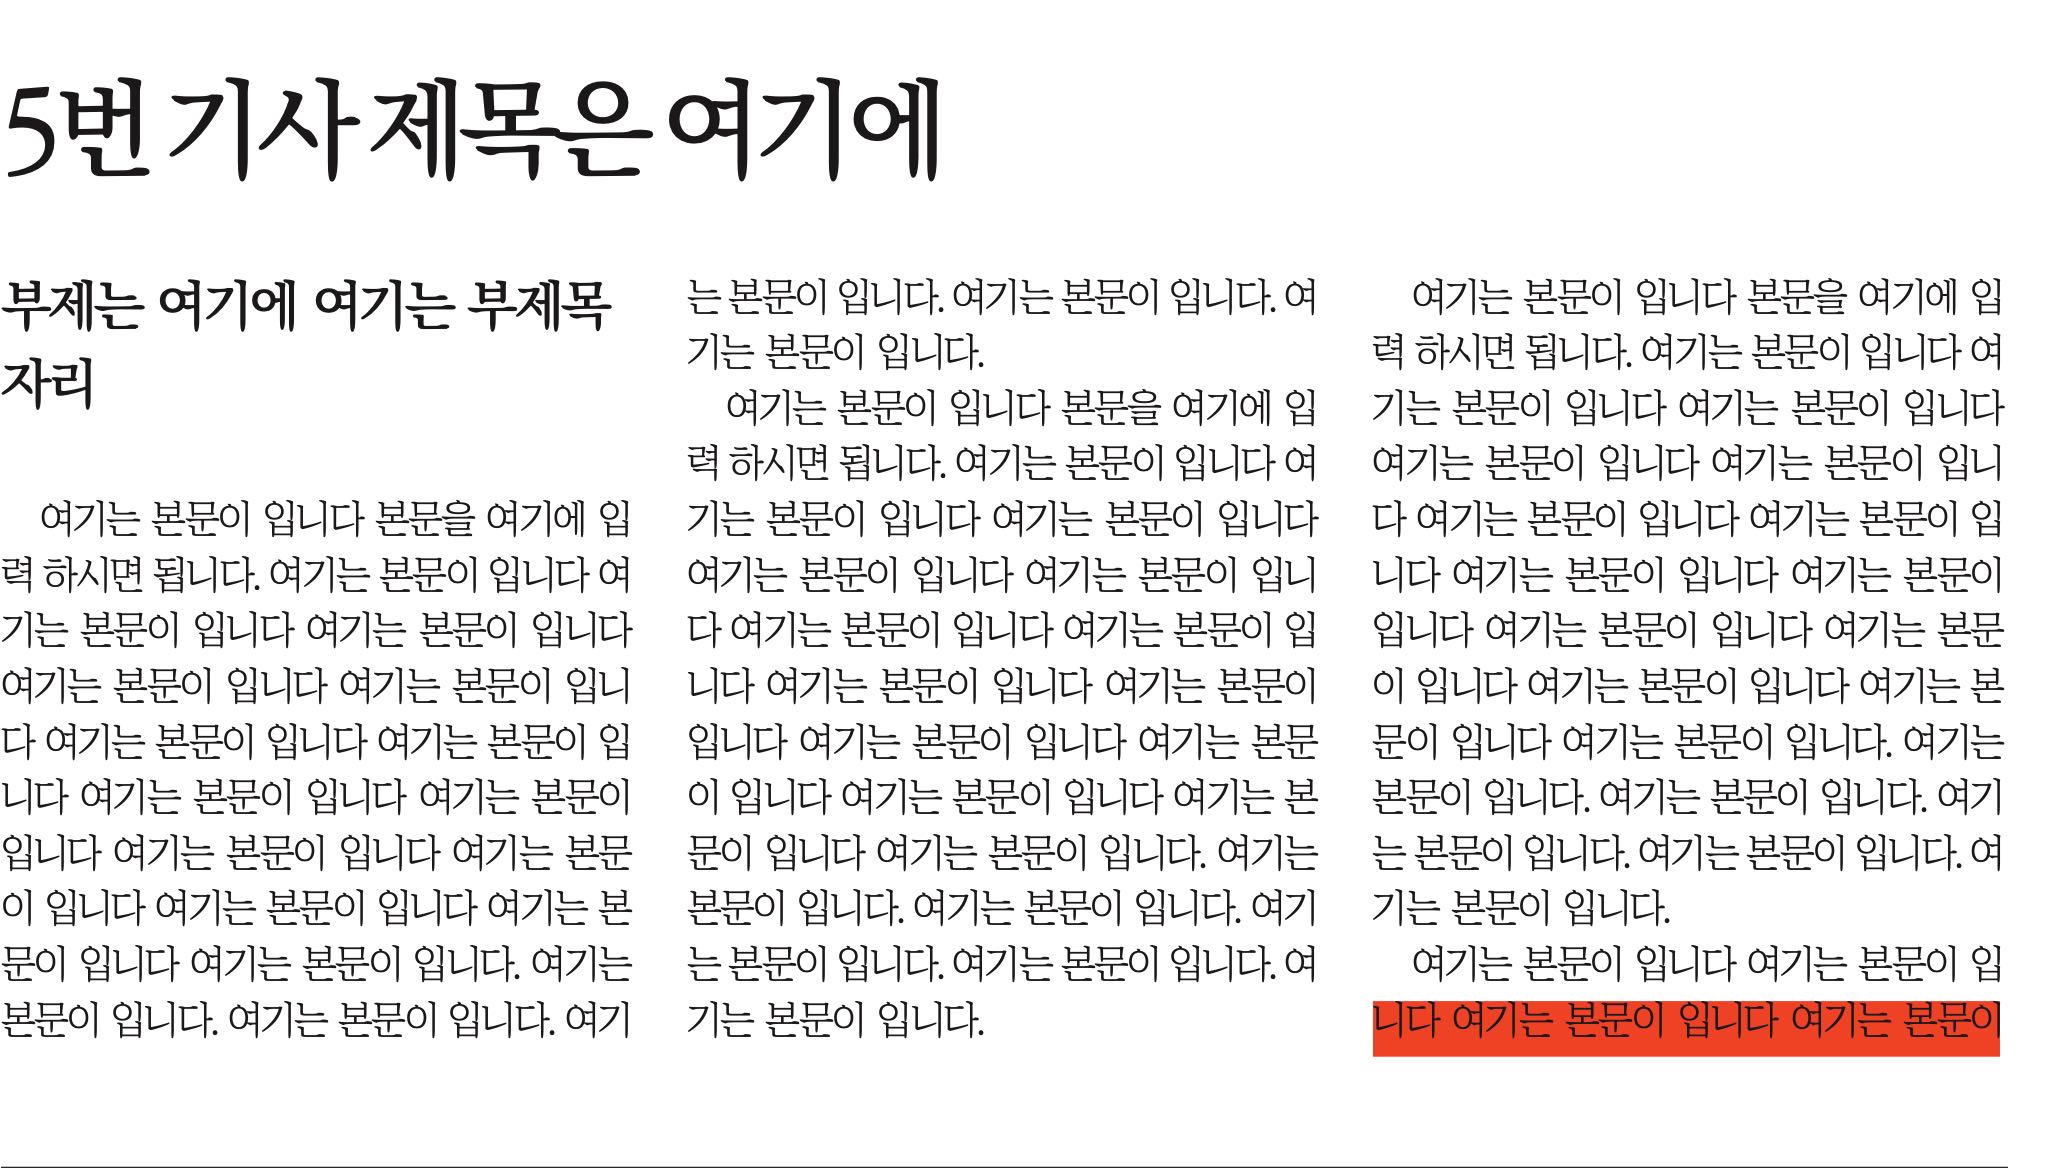 5번 기사 제목은 여기에
부제는 여기에 여기는 부제목
자리
여기는 본문이 입니다 본문을 여기에 입
력 하시면 됩니다. 여기는 본문이 입니다 여
기는 본문이 입니다 여기는 본문이 입니다
여기는 본문이 입니다 여기는 본문이 입니
다 여기는 본문이 입니다 여기는 본문이 입
니다 여기는 본문이 입니다 여기는 본문이
입니다 여기는 본문이 입니다 여기는 본문
이 입니다 여기는 본문이 입니다 여기는 본
문이 입니다 여기는 본문이 입니다. 여기는
본문이 입니다. 여기는 본문이 입니다. 여기
는 본문이 입니다. 여기는 본문이 입니다. 여
기는 본문이 입니다.
여기는 본문이 입니다 본문을 여기에 입
력 하시면 됩니다. 여기는 본문이 입니다 여
기는 본문이 입니다 여기는 본문이 입니다
여기는 본문이 입니다 여기는 본문이 입니
다 여기는 본문이 입니다 여기는 본문이 입
니다 여기는 본문이 입니다 여기는 본문이
입니다 여기는 본문이 입니다 여기는 본문
이 입니다 여기는 본문이 입니다 여기는 본
문이 입니다 여기는 본문이 입니다. 여기는
본문이 입니다. 여기는 본문이 입니다. 여기
는 본문이 입니다. 여기는 본문이 입니다. 여
기는 본문이 입니다.
여기는 본문이 입니다 본문을 여기에 입
력 하시면 됩니다. 여기는 본문이 입니다 여
기는 본문이 입니다 여기는 본문이 입니다
여기는 본문이 입니다 여기는 본문이 입니
다 여기는 본문이 입니다 여기는 본문이 입
니다 여기는 본문이 입니다 여기는 본문이
입니다 여기는 본문이 입니다 여기는 본문
이 입니다 여기는 본문이 입니다 여기는 본
문이 입니다 여기는 본문이 입니다. 여기는
본문이 입니다. 여기는 본문이 입니다. 여기
는 본문이 입니다. 여기는 본문이 입니다. 여
기는 본문이 입니다.
여기는 본문이 입니다 여기는 본문이 입
니다 여기는 본문이 입니다 여기는 본문이